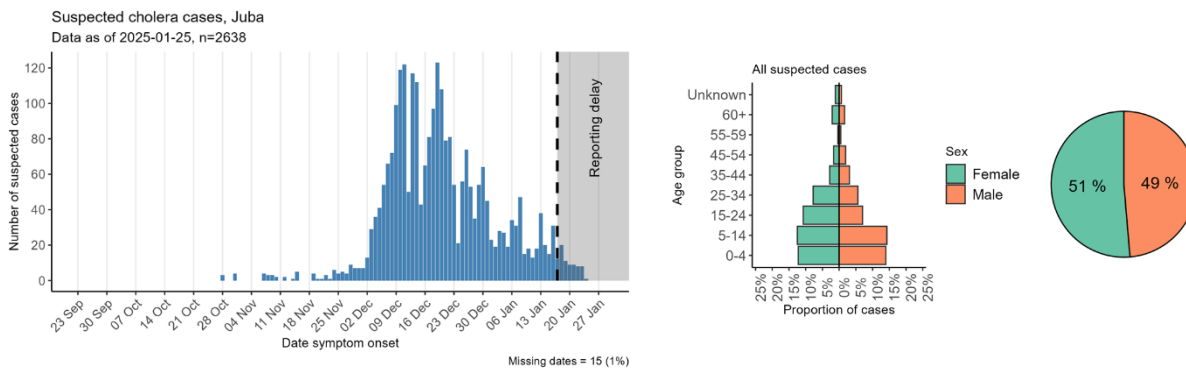 Suspected cholera cases, Juba
Data as of 2025-01-25, n=2638
Number of suspected cases
120
100
80
60
40
20
0
Reporting delay
23 Sep
30 Sep
07 Oct
14 Oct
21 Oct
28 Oct
04 Nov
11 Nov
18 Nov
25 Nov
02 Dec
09 Dec
16 Dec
23 Dec
30 Dec
06 Jan
13 Jan
20 Jan
27 Jan
Date symptom onset
Missing dates = 15 (1%)
All suspected cases
Age group
Unknown
60+
55-59
45-54
35-44
25-34
15-24
5-14
0-4
25%
20%
15%
10%
5%
0%
5%
10%
15%
20%
25%
Proportion of cases
Sex
Female
Male
51 %
49 %